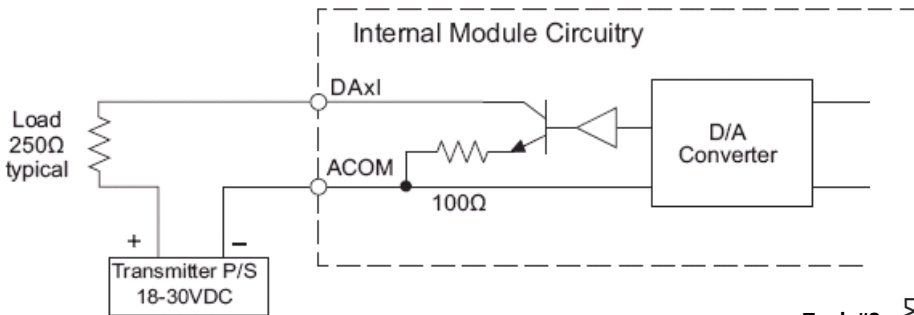 Internal Module Circuitry
DAxI
Load
250Ω
typical
D/A
Converter
ACOM
100Ω
+
−
Transmitter P/S
18-30VDC